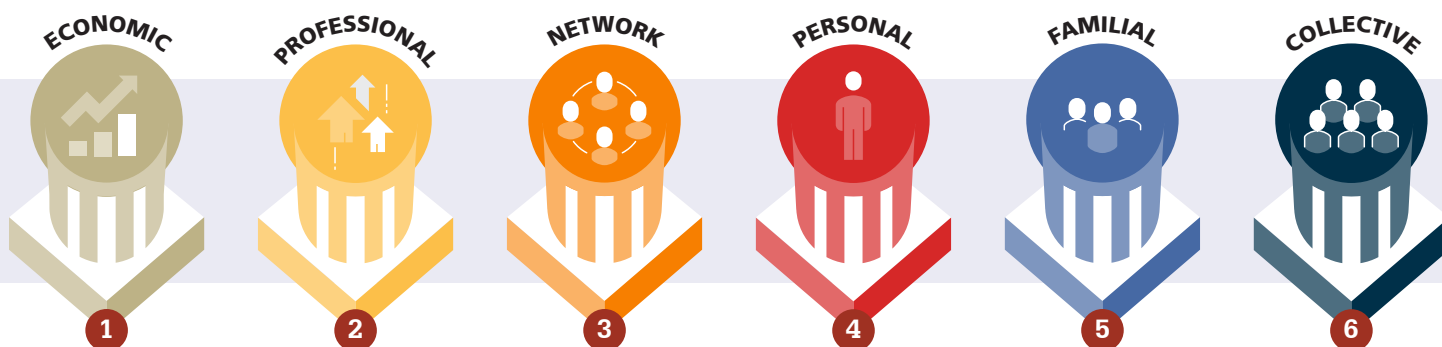 ECONOMIC
PROFESSIONAL
NETWORK
PERSONAL
FAMILIAL
COLLECTIVE
1
2
3
4
5
6